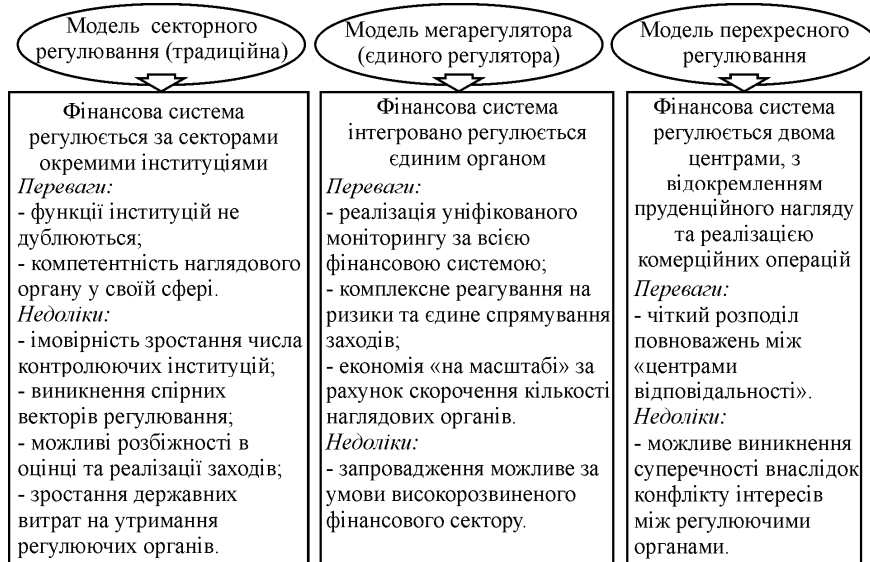 Модель секторного
регулювання (традиційна)
Фінансова система
регулюється за секторами
окремими інституціями
Переваги:
- функції інституцій не
дублюються;
- компетентність наглядового
органу у своїй сфері.
Недоліки:
- імовірність зростання числа
контролюючих інституцій;
- виникнення спірних
векторів регулювання;
- можливі розбіжності в
оцінці та реалізації заходів;
- зростання державних
витрат на утримання
регулюючих органів.
Модель мегарегулятора
(єдиного регулятора)
Фінансова система
інтегровано регулюється
єдиним органом
Переваги:
- реалізація уніфікованого
моніторингу за всією
фінансовою системою;
- комплексне реагування на
ризики та єдине спрямування
заходів;
- економія «на масштабі» за
рахунок скорочення кількості
наглядових органів.
Недоліки:
- запровадження можливе за
умови високорозвиненого
фінансового сектору.
Модель перехресного
регулювання
Фінансова система
регулюється двома
центрами, з
відокремленням
пруденційного нагляду
та реалізацією
комерційних операцій
Переваги:
- чіткий розподіл
повноважень між
«центрами
відповідальності».
Недоліки:
- можливе виникнення
суперечності внаслідок
конфлікту інтересів
між регулюючими
органами.